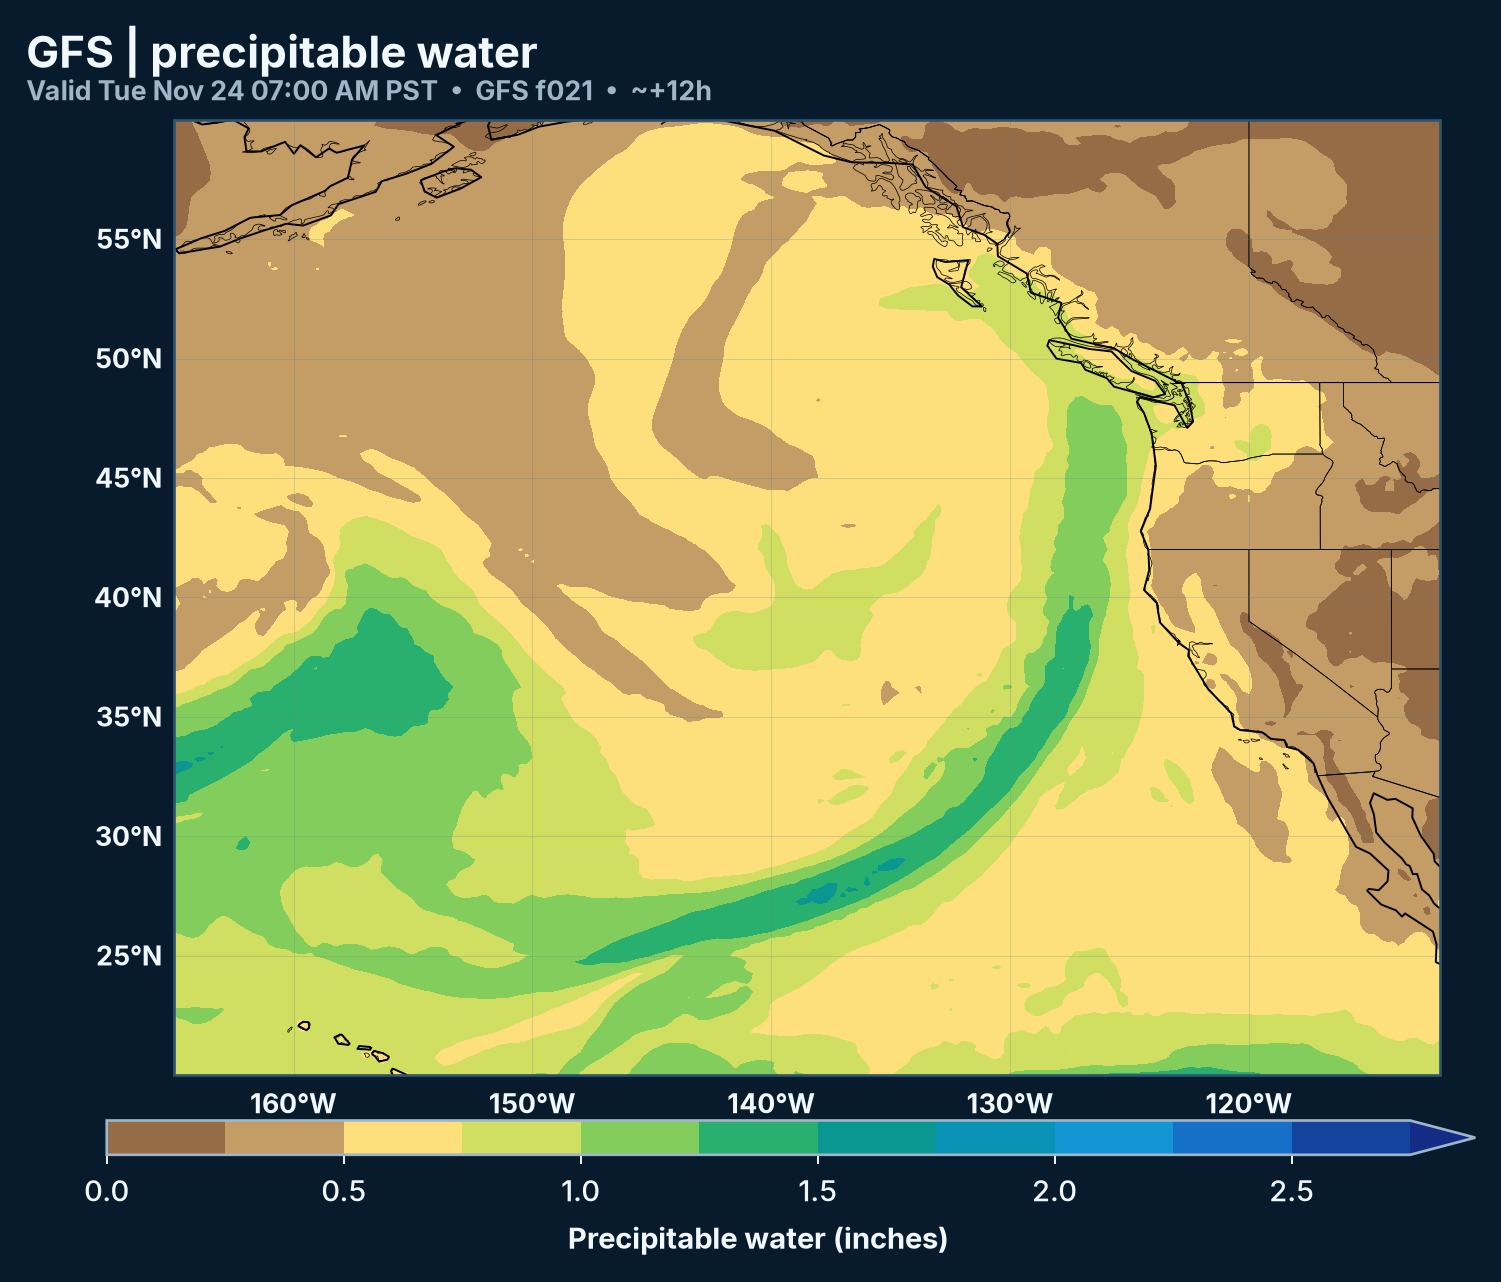 GFS | precipitable water
Valid Tue Nov 24 07:00 AM PST • GFS f021 • ~+12h
55°N
50°N
45°N
40°N
35°N
30°N
25°N
160°W 150°W 140°W 130°W 120°W
0.0 0.5 1.0 1.5 2.0 2.5
Precipitable water (inches)